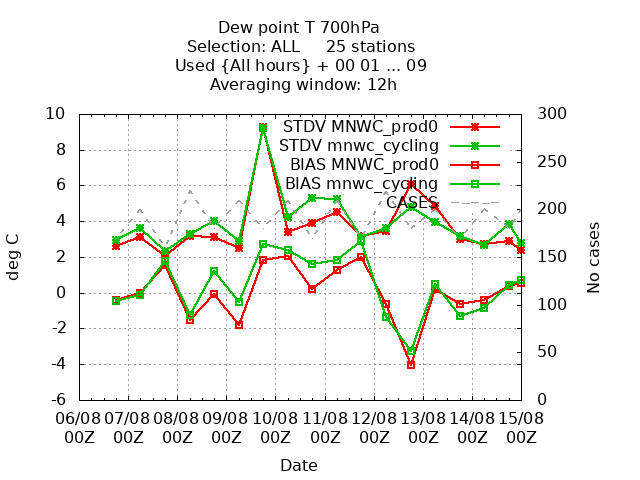 Dew point T 700hPa
Selection: ALL 25 stations
Used {All hours} + 00 01 ... 09
Averaging window: 12h
STDV MNWC_prod0
STDV mnwc_cycling
BIAS MNWC_prod0
BIAS mnwc_cycling
CASES
10
8
6
4
2
0
-2
-4
-6
deg C
300
250
200
150
100
50
0
No cases
06/08 07/08 08/08 09/08 10/08 11/08 12/08 13/08 14/08 15/08
00Z 00Z 00Z 00Z 00Z 00Z 00Z 00Z 00Z 00Z
Date